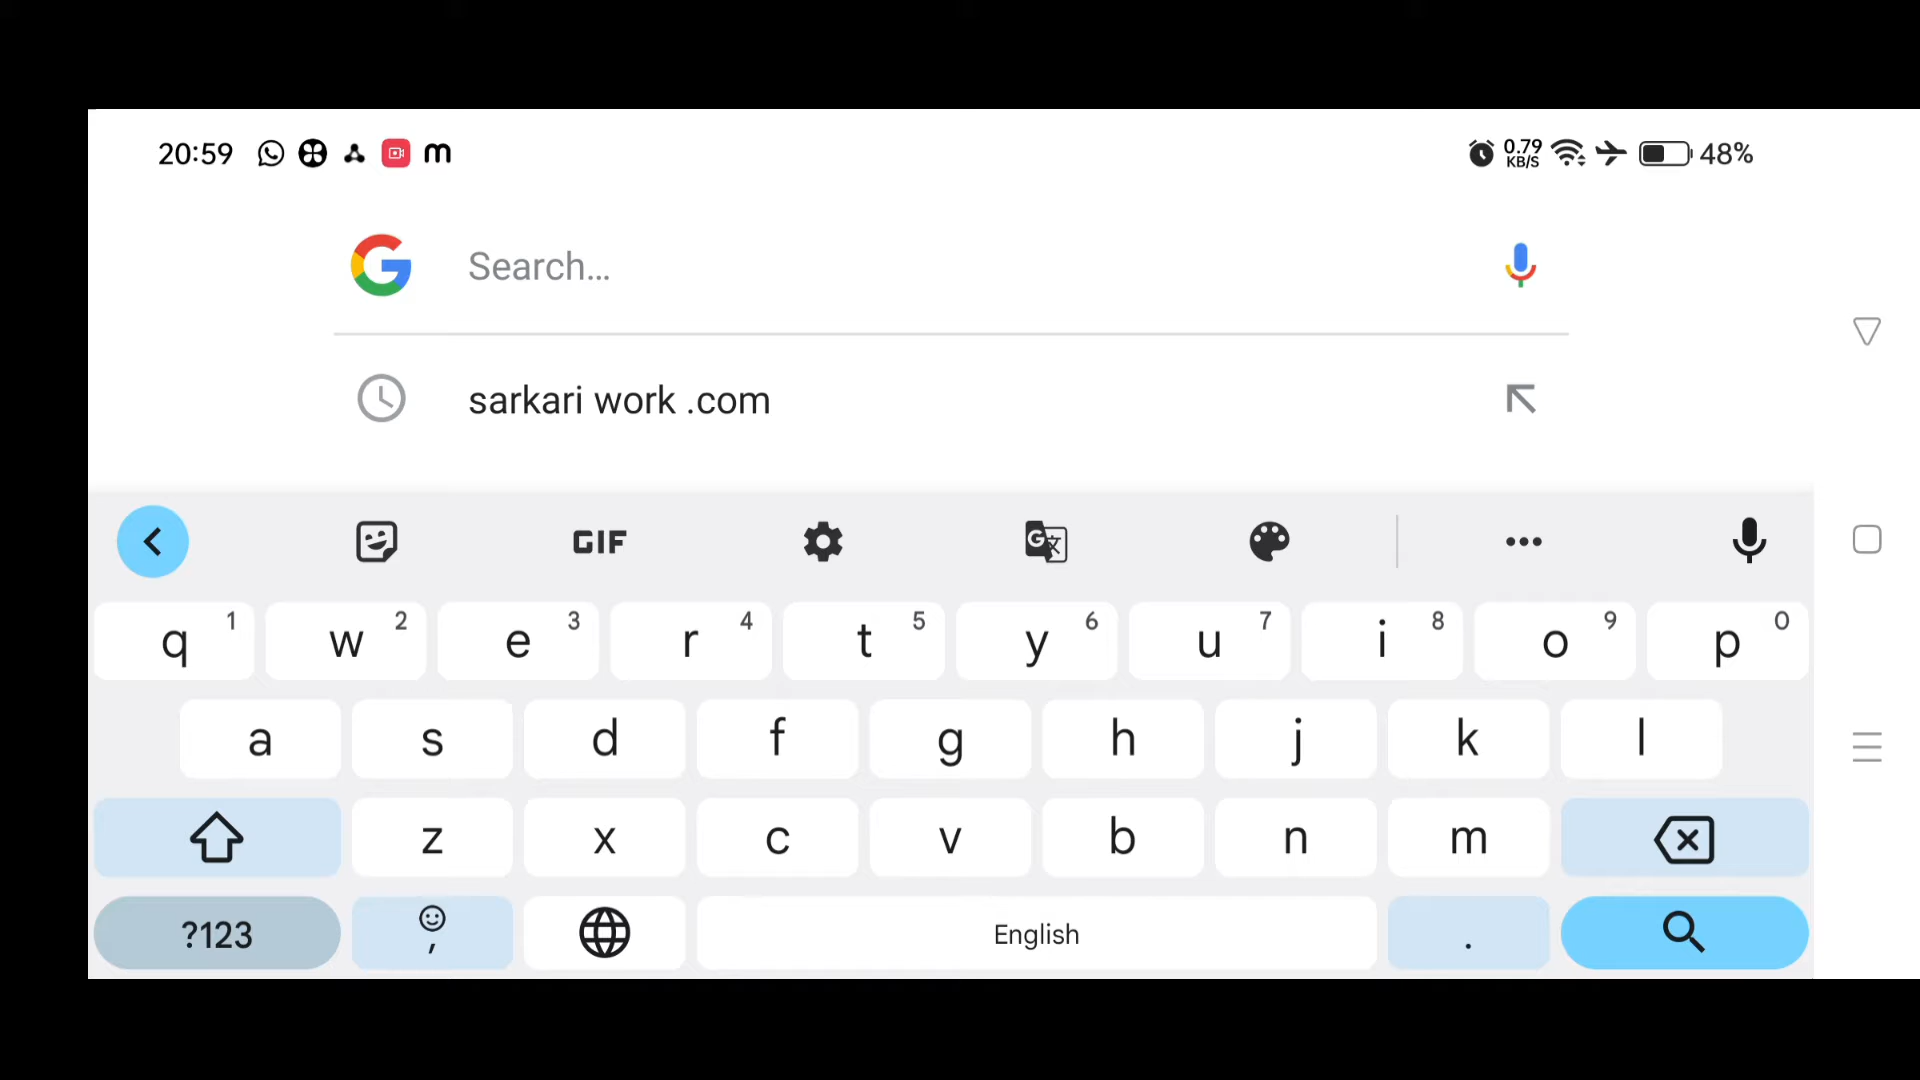 20:59 m 0.79 KB/S 48%
G Search...
sarkari work .com
GIF G 文
q 1 w 2 e 3 r 4 t 5 y 6 u 7 i 8 o 9 p 0
a s d f g h j k l
z x c v b n m
?123 , English .